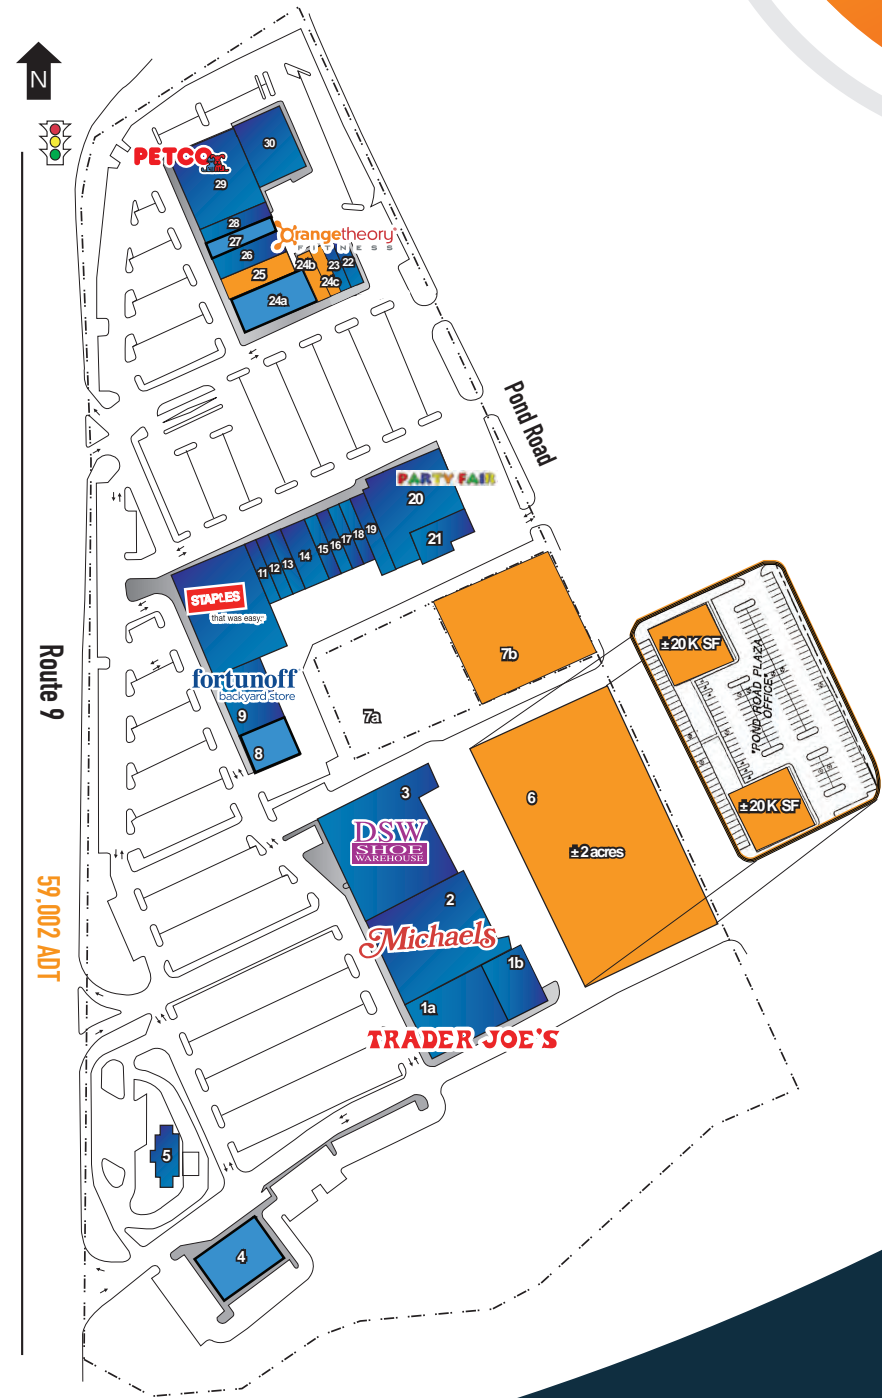 N
PETCO
30
29
28
27
26
25
Orangetheory
FITNESS
24b
23
22
24c
24a
Pond Road
PARTY FAIR
20
21
19
18
17
16
15
14
13
12
11
STAPLES
that was easy.
fortunoff
backyard store
9
8
7a
7b
±20K SF
"POND ROAD PLAZA
OFFICE"
±20K SF
Route 9
59,002 ADT
6
±2 acres
3
DSW
SHOE
WAREHOUSE
2
Michaels
1b
1a
TRADER JOE'S
5
4